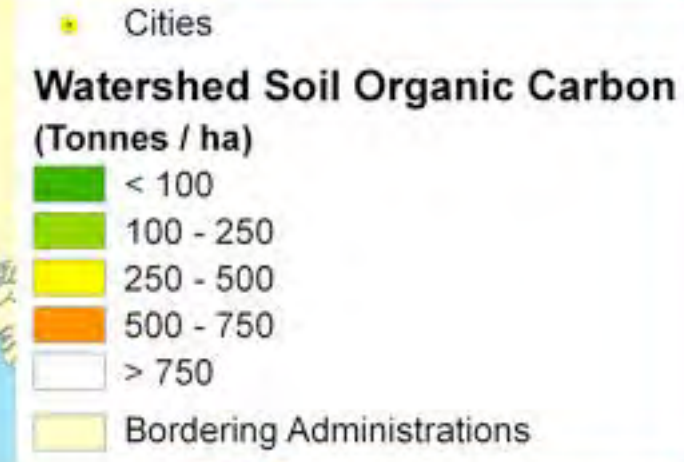 Cities
Watershed Soil Organic Carbon
(Tonnes / ha)
< 100
100 - 250
250 - 500
500 - 750
> 750
Bordering Administrations